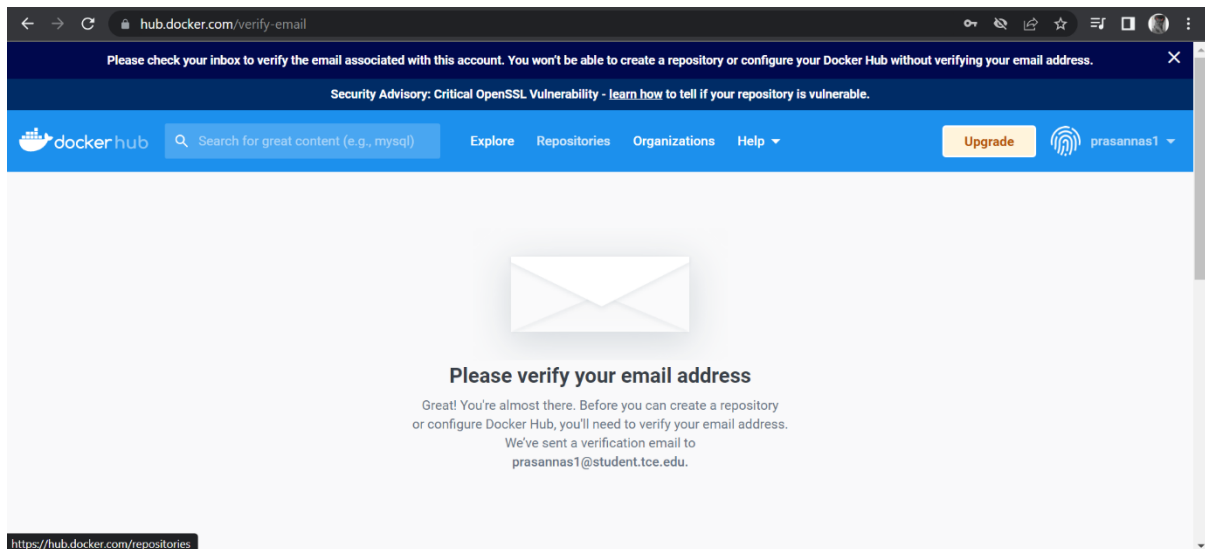 hub.docker.com/verify-email
Please check your inbox to verify the email associated with this account. You won't be able to create a repository or configure your Docker Hub without verifying your email address.
Security Advisory: Critical OpenSSL Vulnerability - learn how to tell if your repository is vulnerable.
dockerhub Search for great content (e.g., mysql) Explore Repositories Organizations Help Upgrade prasannas1
Please verify your email address
Great! You're almost there. Before you can create a repository
or configure Docker Hub, you'll need to verify your email address.
We've sent a verification email to
prasannas1@student.tce.edu.
https://hub.docker.com/repositories